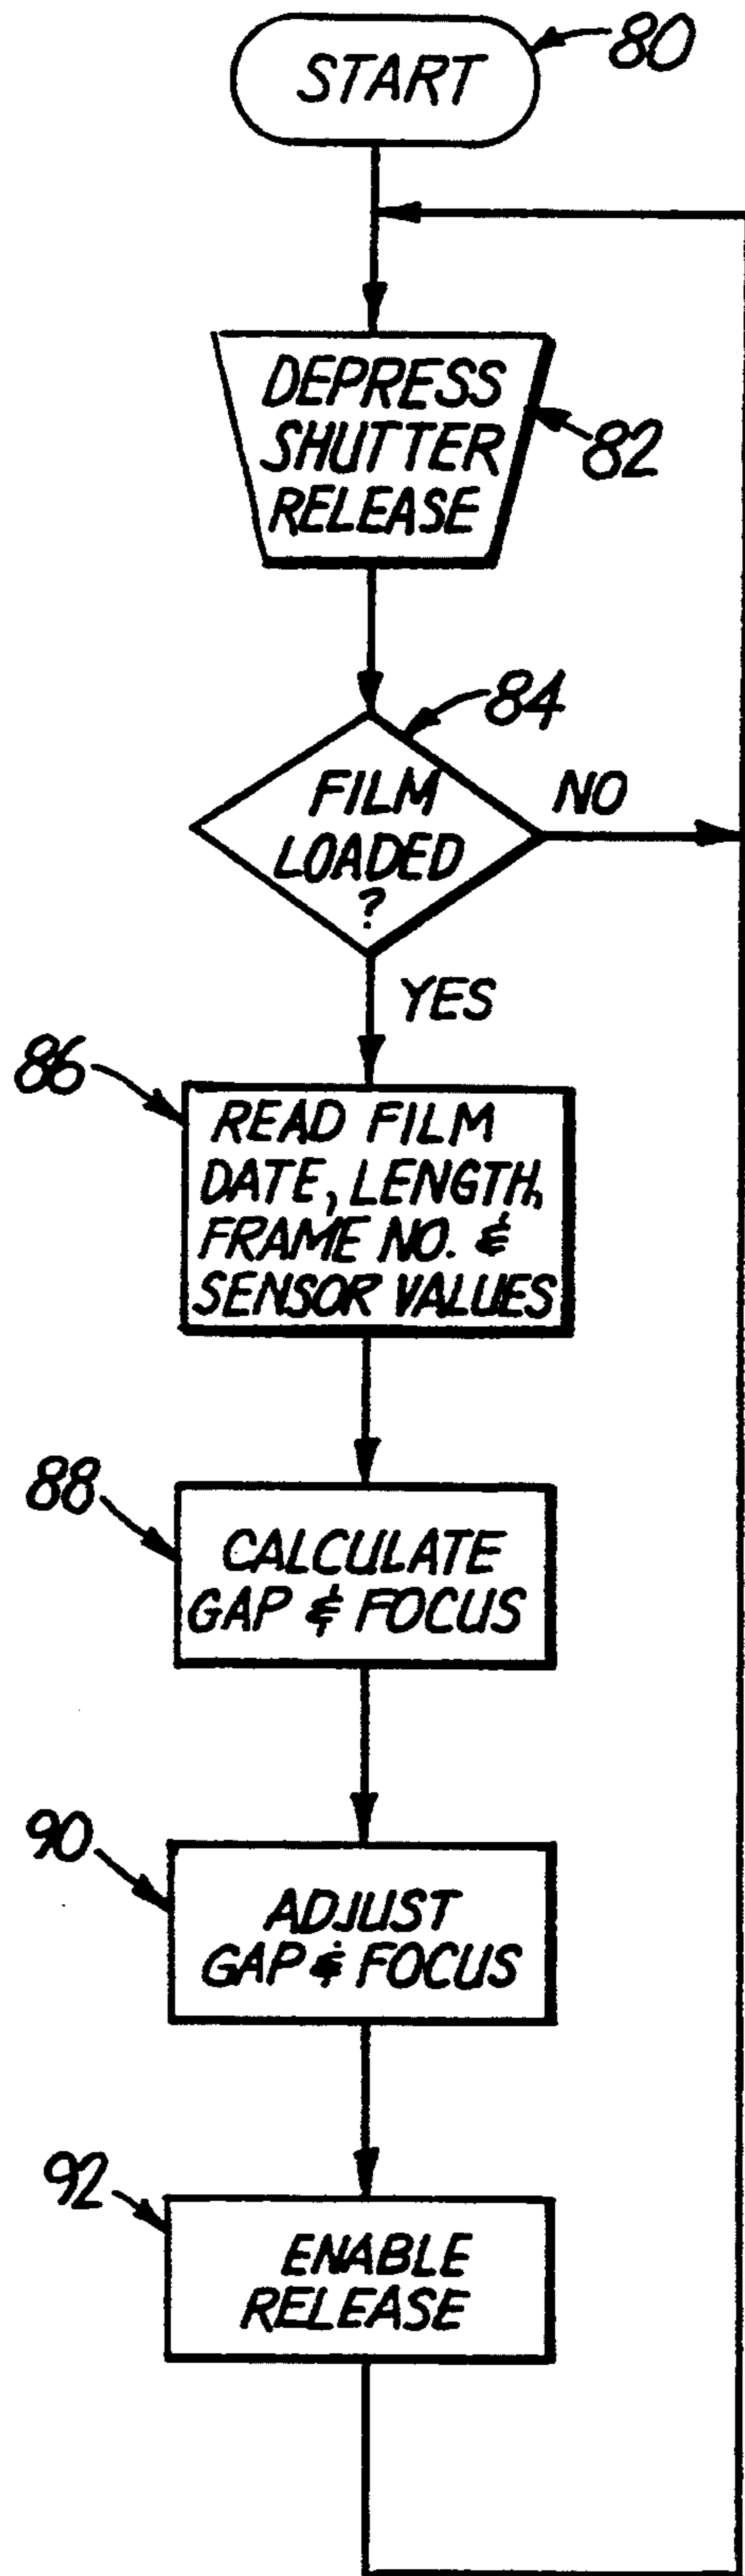 START
80
DEPRESS
SHUTTER
RELEASE
82
84
FILM
LOADED
?
NO
YES
86
READ FILM
DATE, LENGTH,
FRAME NO. &
SENSOR VALUES
88
CALCULATE
GAP & FOCUS
90
ADJUST
GAP & FOCUS
92
ENABLE
RELEASE